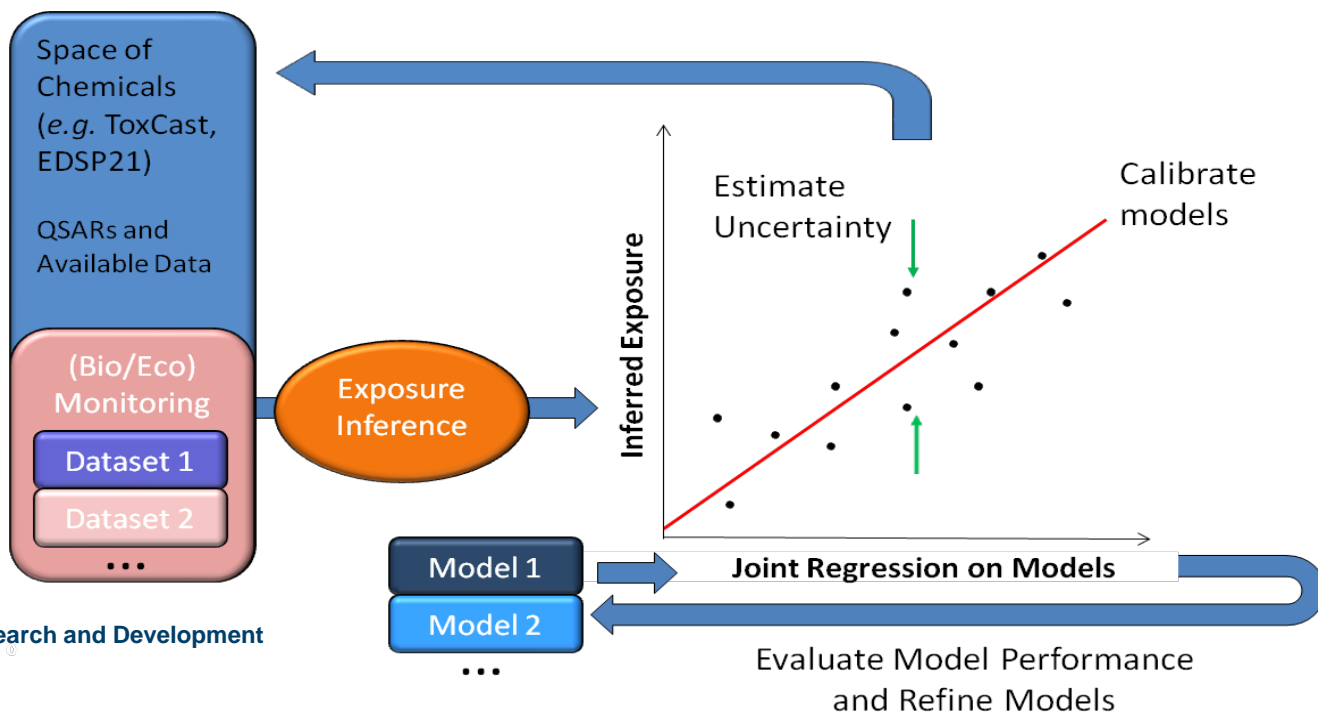 Space of
Chemicals
(e.g. ToxCast,
EDSP21)
QSARs and
Available Data
(Bio/Eco)
Monitoring
Dataset 1
Dataset 2
...
Exposure
Inference
Estimate
Uncertainty
Calibrate
models
Inferred Exposure
Joint Regression on Models
Model 1
Model 2
...
Evaluate Model Performance
and Refine Models
earch and Development